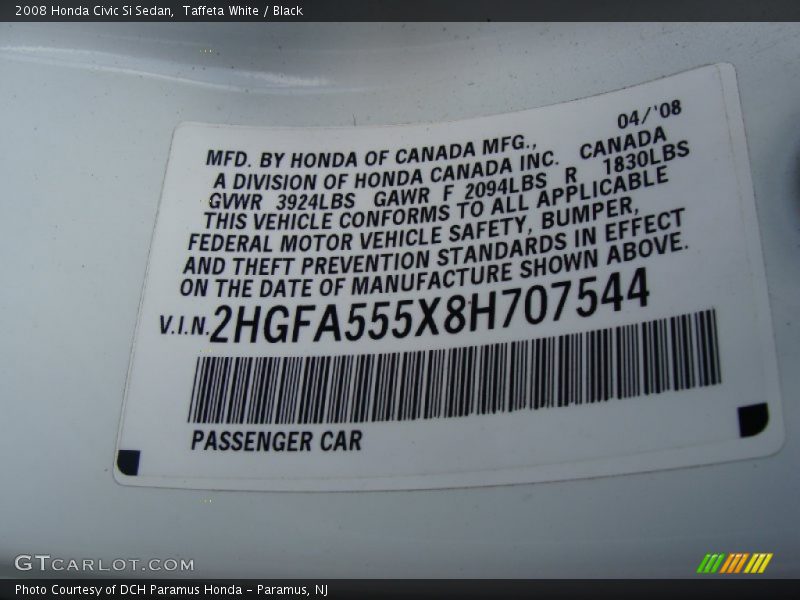 2008 Honda Civic Si Sedan,  Taffeta White / Black
04/'08
MFD. BY HONDA OF CANADA MFG.,
A DIVISION OF HONDA CANADA INC.  CANADA
GVWR 3924LBS  GAWR F 2094LBS  R  1830LBS
THIS VEHICLE CONFORMS TO ALL APPLICABLE
FEDERAL MOTOR VEHICLE SAFETY, BUMPER,
AND THEFT PREVENTION STANDARDS IN EFFECT
ON THE DATE OF MANUFACTURE SHOWN ABOVE.
V.I.N. 2HGFA555X8H707544
PASSENGER CAR
GTCARLOT.COM
Photo Courtesy of DCH Paramus Honda - Paramus, NJ